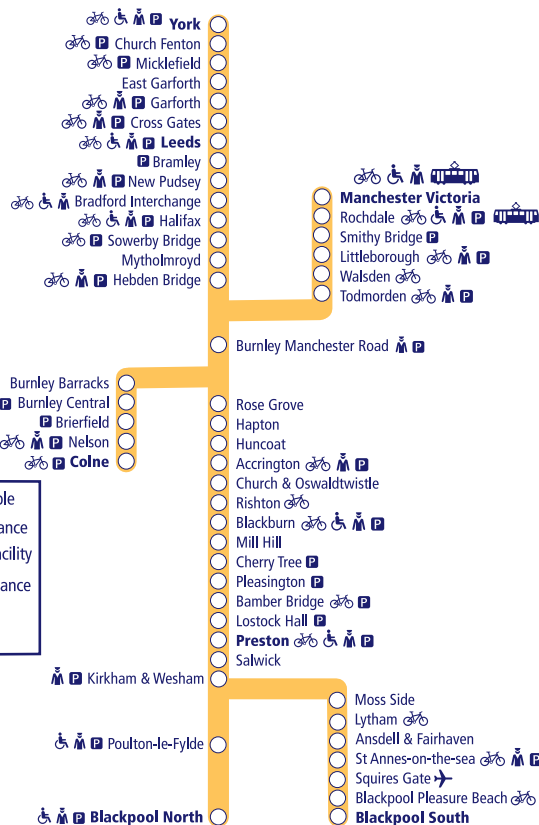 York
P Church Fenton
P Micklefield
East Garforth
P Garforth
P Cross Gates
P Leeds
P Bramley
P New Pudsey
Bradford Interchange
P Halifax
P Sowerby Bridge
Mytholmroyd
P Hebden Bridge
Manchester Victoria
Rochdale P
Smithy Bridge P
Littleborough P
Walsden
Todmorden P
Burnley Manchester Road P
Burnley Barracks
P Burnley Central
P Brierfield
P Nelson
P Colne
Rose Grove
Hapton
Huncoat
Accrington P
Church & Oswaldtwistle
Rishton
Blackburn P
Mill Hill
Cherry Tree P
Pleasington P
Bamber Bridge P
Lostock Hall P
Preston P
Salwick
P Kirkham & Wesham
P Poulton-le-Fylde
P Blackpool North
Moss Side
Lytham
Ansdell & Fairhaven
St Annes-on-the-sea P
Squires Gate
Blackpool Pleasure Beach
Blackpool South